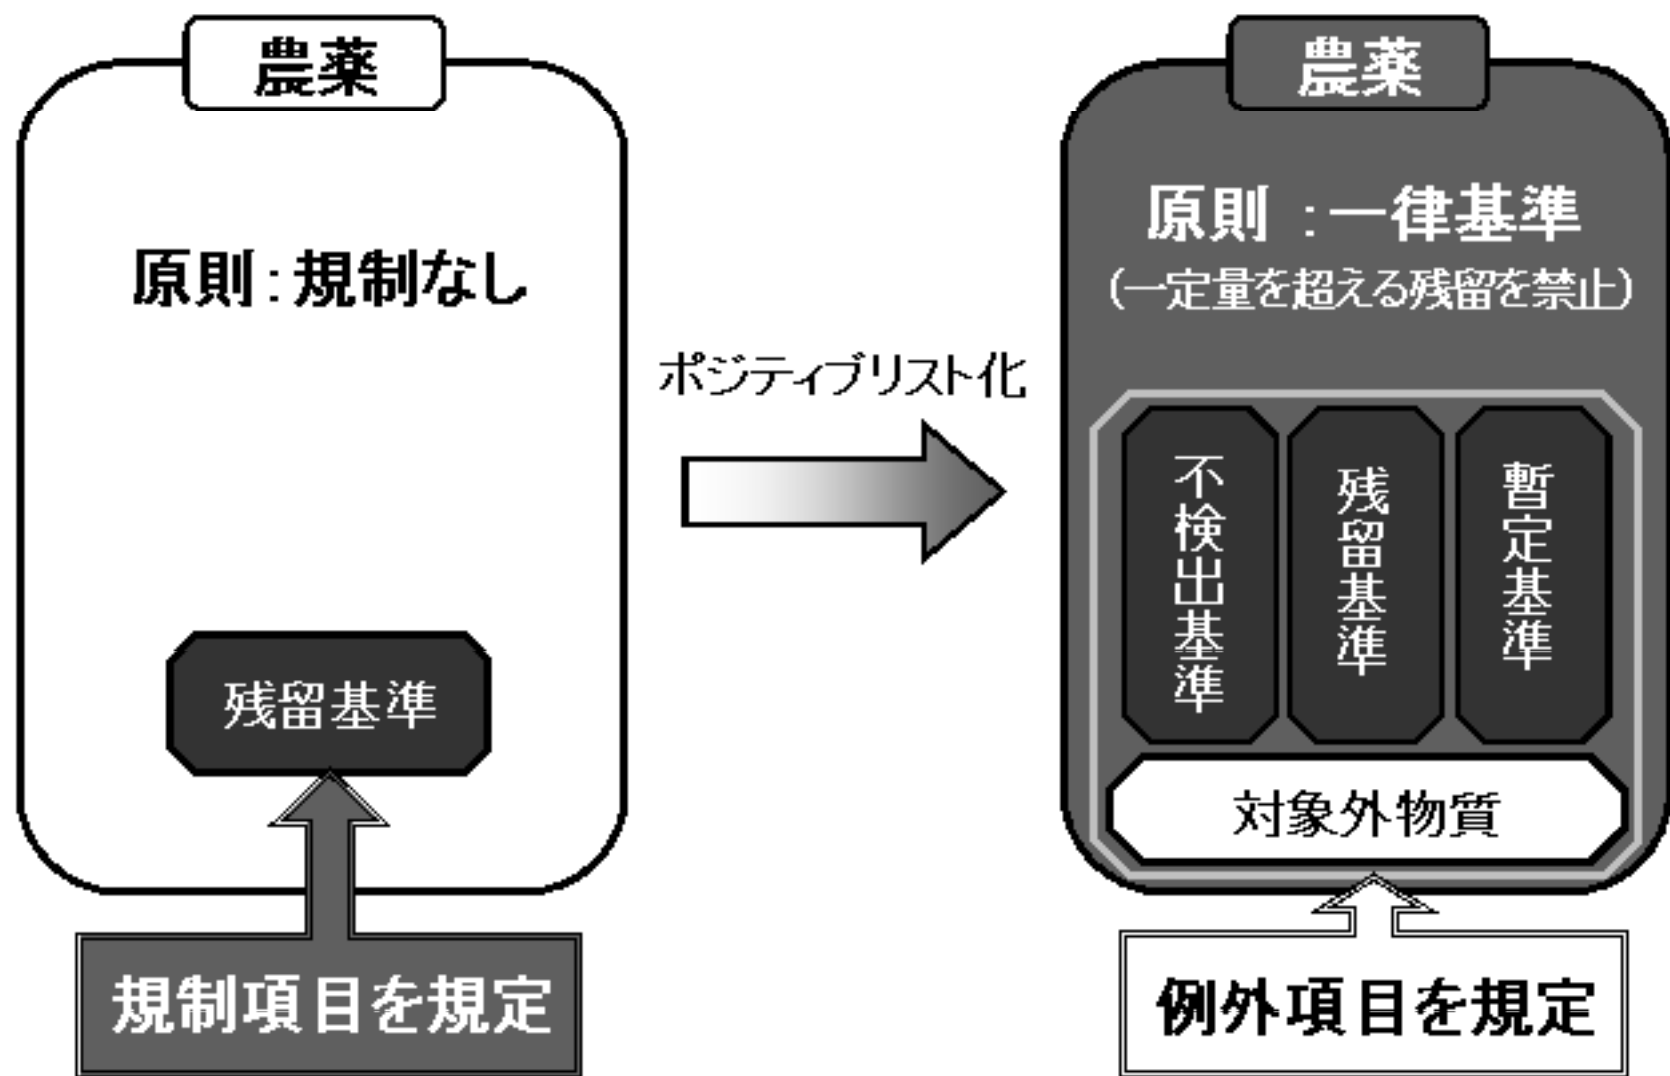 農薬
原則：規制なし
残留基準
規制項目を規定
ポジティブリスト化
農薬
原則：一律基準
（一定量を超える残留を禁止）
不検出基準
残留基準
暫定基準
対象外物質
例外項目を規定